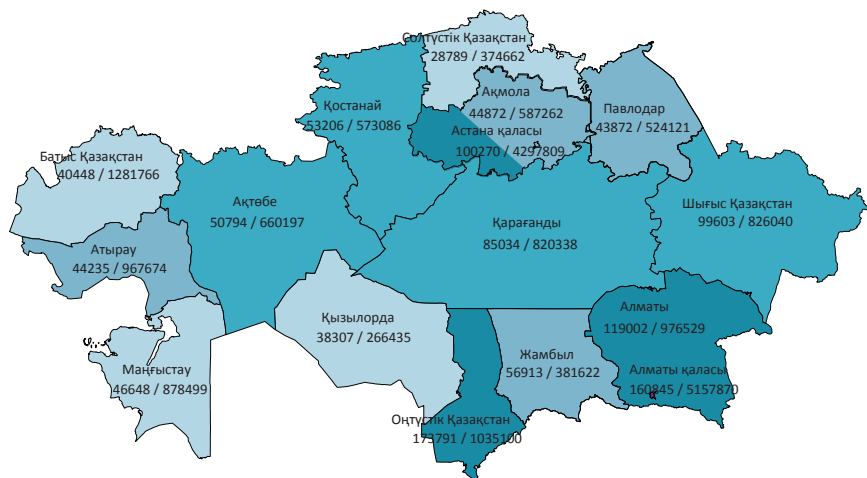 Солтүстік Қазақстан
28789 / 374662
Ақмола
44872 / 587262
Қостанай
53206 / 573086
Павлодар
43872 / 524121
Астана қаласы
100270 / 4297809
Батыс Қазақстан
40448 / 1281766
Ақтөбе
50794 / 660197
Шығыс Қазақстан
99603 / 826040
Қарағанды
85034 / 820338
Атырау
44235 / 967674
Алматы
119002 / 976529
Қызылорда
38307 / 266435
Жамбыл
56913 / 381622
Маңғыстау
46648 / 878499
Алматы қаласы
160845 / 5157870
Оңтүстік Қазақстан
173791 / 1035100